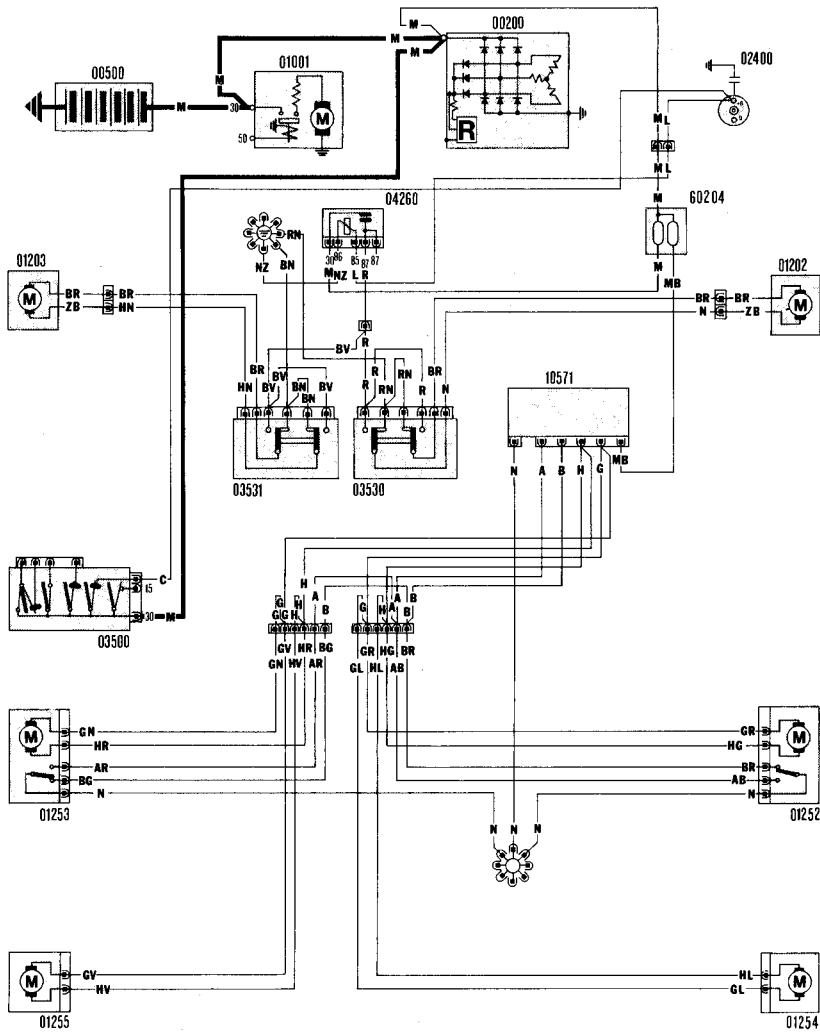 M
00200
M
01001
M
02400
00500
M
M
30
M
+B
M
R
50
D
M L
M L
04260
M
60204
RN
NZ
BN
30 86 85 87 87
M NZ L R
M
MB
01203
01202
M
BR BR
ZB HN
BR BR
N ZB
M
R
BV
HN BR BV BV BN BN BV
R R RN RN R BR N
10571
03531
03530
N A B H G MB
C
15
30 M
03500
G G G H H H A B
G H A A B B
GN GV HV HR AR BG
GL GR HL HG AB BR
M
GN
HR
AR
BG
N
01253
GR
HG
BR
AB
N
M
01252
N N N
M
GV
HV
01255
HL
GL
M
01254